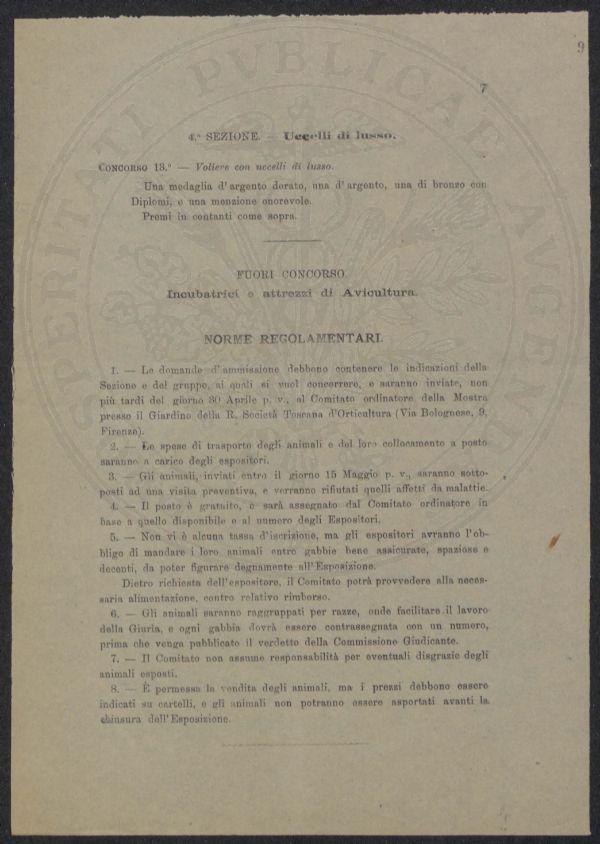 9
7
4.ª SEZIONE. — Uccelli di lusso.
CONCORSO 13.º — Voliere con uccelli di lusso.
Una medaglia d'argento dorato, una d'argento, una di bronzo con
Diplomi, e una menzione onorevole.
Premi in contanti come sopra.
FUORI CONCORSO.
Incubatrici e attrezzi di Avicultura.
NORME REGOLAMENTARI.
1. — Le domande d'ammissione debbono contenere le indicazioni della
Sezione e del gruppo, ai quali si vuol concorrere, e saranno inviate, non
più tardi del giorno 30 Aprile p. v., al Comitato ordinatore della Mostra
presso il Giardino della R. Società Toscana d'Orticultura (Via Bolognese, 9,
Firenze).
2. — Le spese di trasporto degli animali e del loro collocamento a posto
saranno a carico degli espositori.
3. — Gli animali, inviati entro il giorno 15 Maggio p. v., saranno sotto-
posti ad una visita preventiva, e verranno rifiutati quelli affetti da malattie.
4. — Il posto è gratuito, e sarà assegnato dal Comitato ordinatore in
base a quello disponibile e al numero degli Espositori.
5. — Non vi è alcuna tassa d'iscrizione, ma gli espositori avranno l'ob-
bligo di mandare i loro animali entro gabbie bene assicurate, spaziose e
decenti, da poter figurare degnamente all'Esposizione.
Dietro richiesta dell'espositore, il Comitato potrà provvedere alla neces-
saria alimentazione, contro relativo rimborso.
6. — Gli animali saranno raggruppati per razze, onde facilitare il lavoro
della Giuria, e ogni gabbia dovrà essere contrassegnata con un numero,
prima che venga pubblicato il verdetto della Commissione Giudicante.
7. — Il Comitato non assume responsabilità per eventuali disgrazie degli
animali esposti.
8. — È permessa la vendita degli animali, ma i prezzi debbono essere
indicati su cartelli, e gli animali non potranno essere asportati avanti la
chiusura dell'Esposizione.